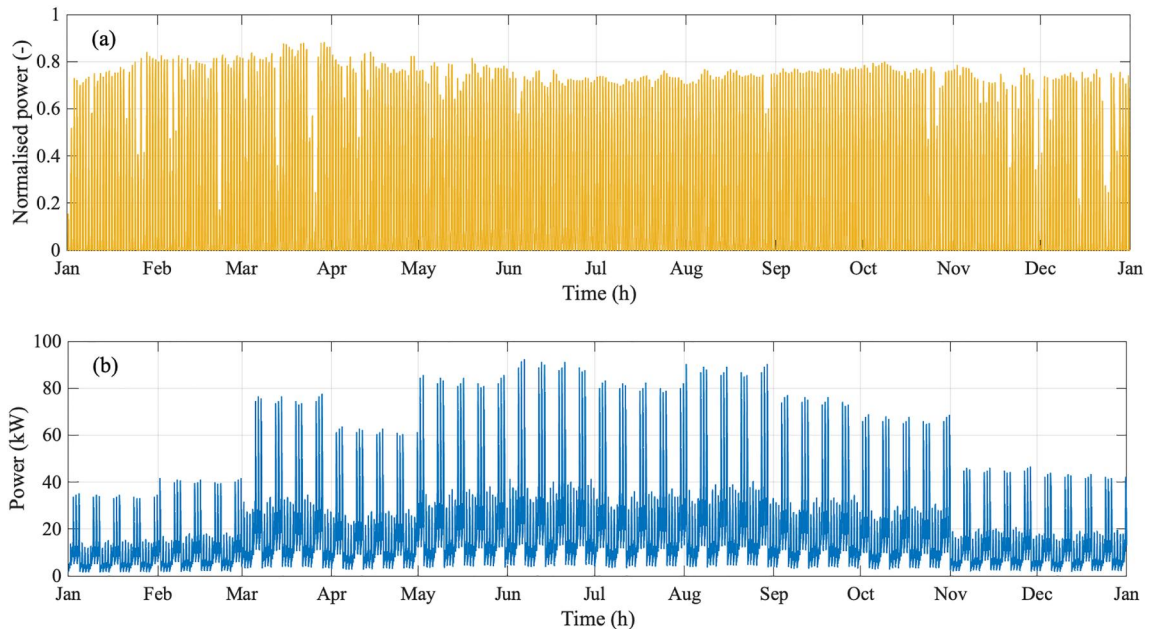 (a)
Normalised power (-)
1
0.8
0.6
0.4
0.2
0
Jan Feb Mar Apr May Jun Jul Aug Sep Oct Nov Dec Jan
Time (h)
(b)
Power (kW)
100
80
60
40
20
0
Jan Feb Mar Apr May Jun Jul Aug Sep Oct Nov Dec Jan
Time (h)